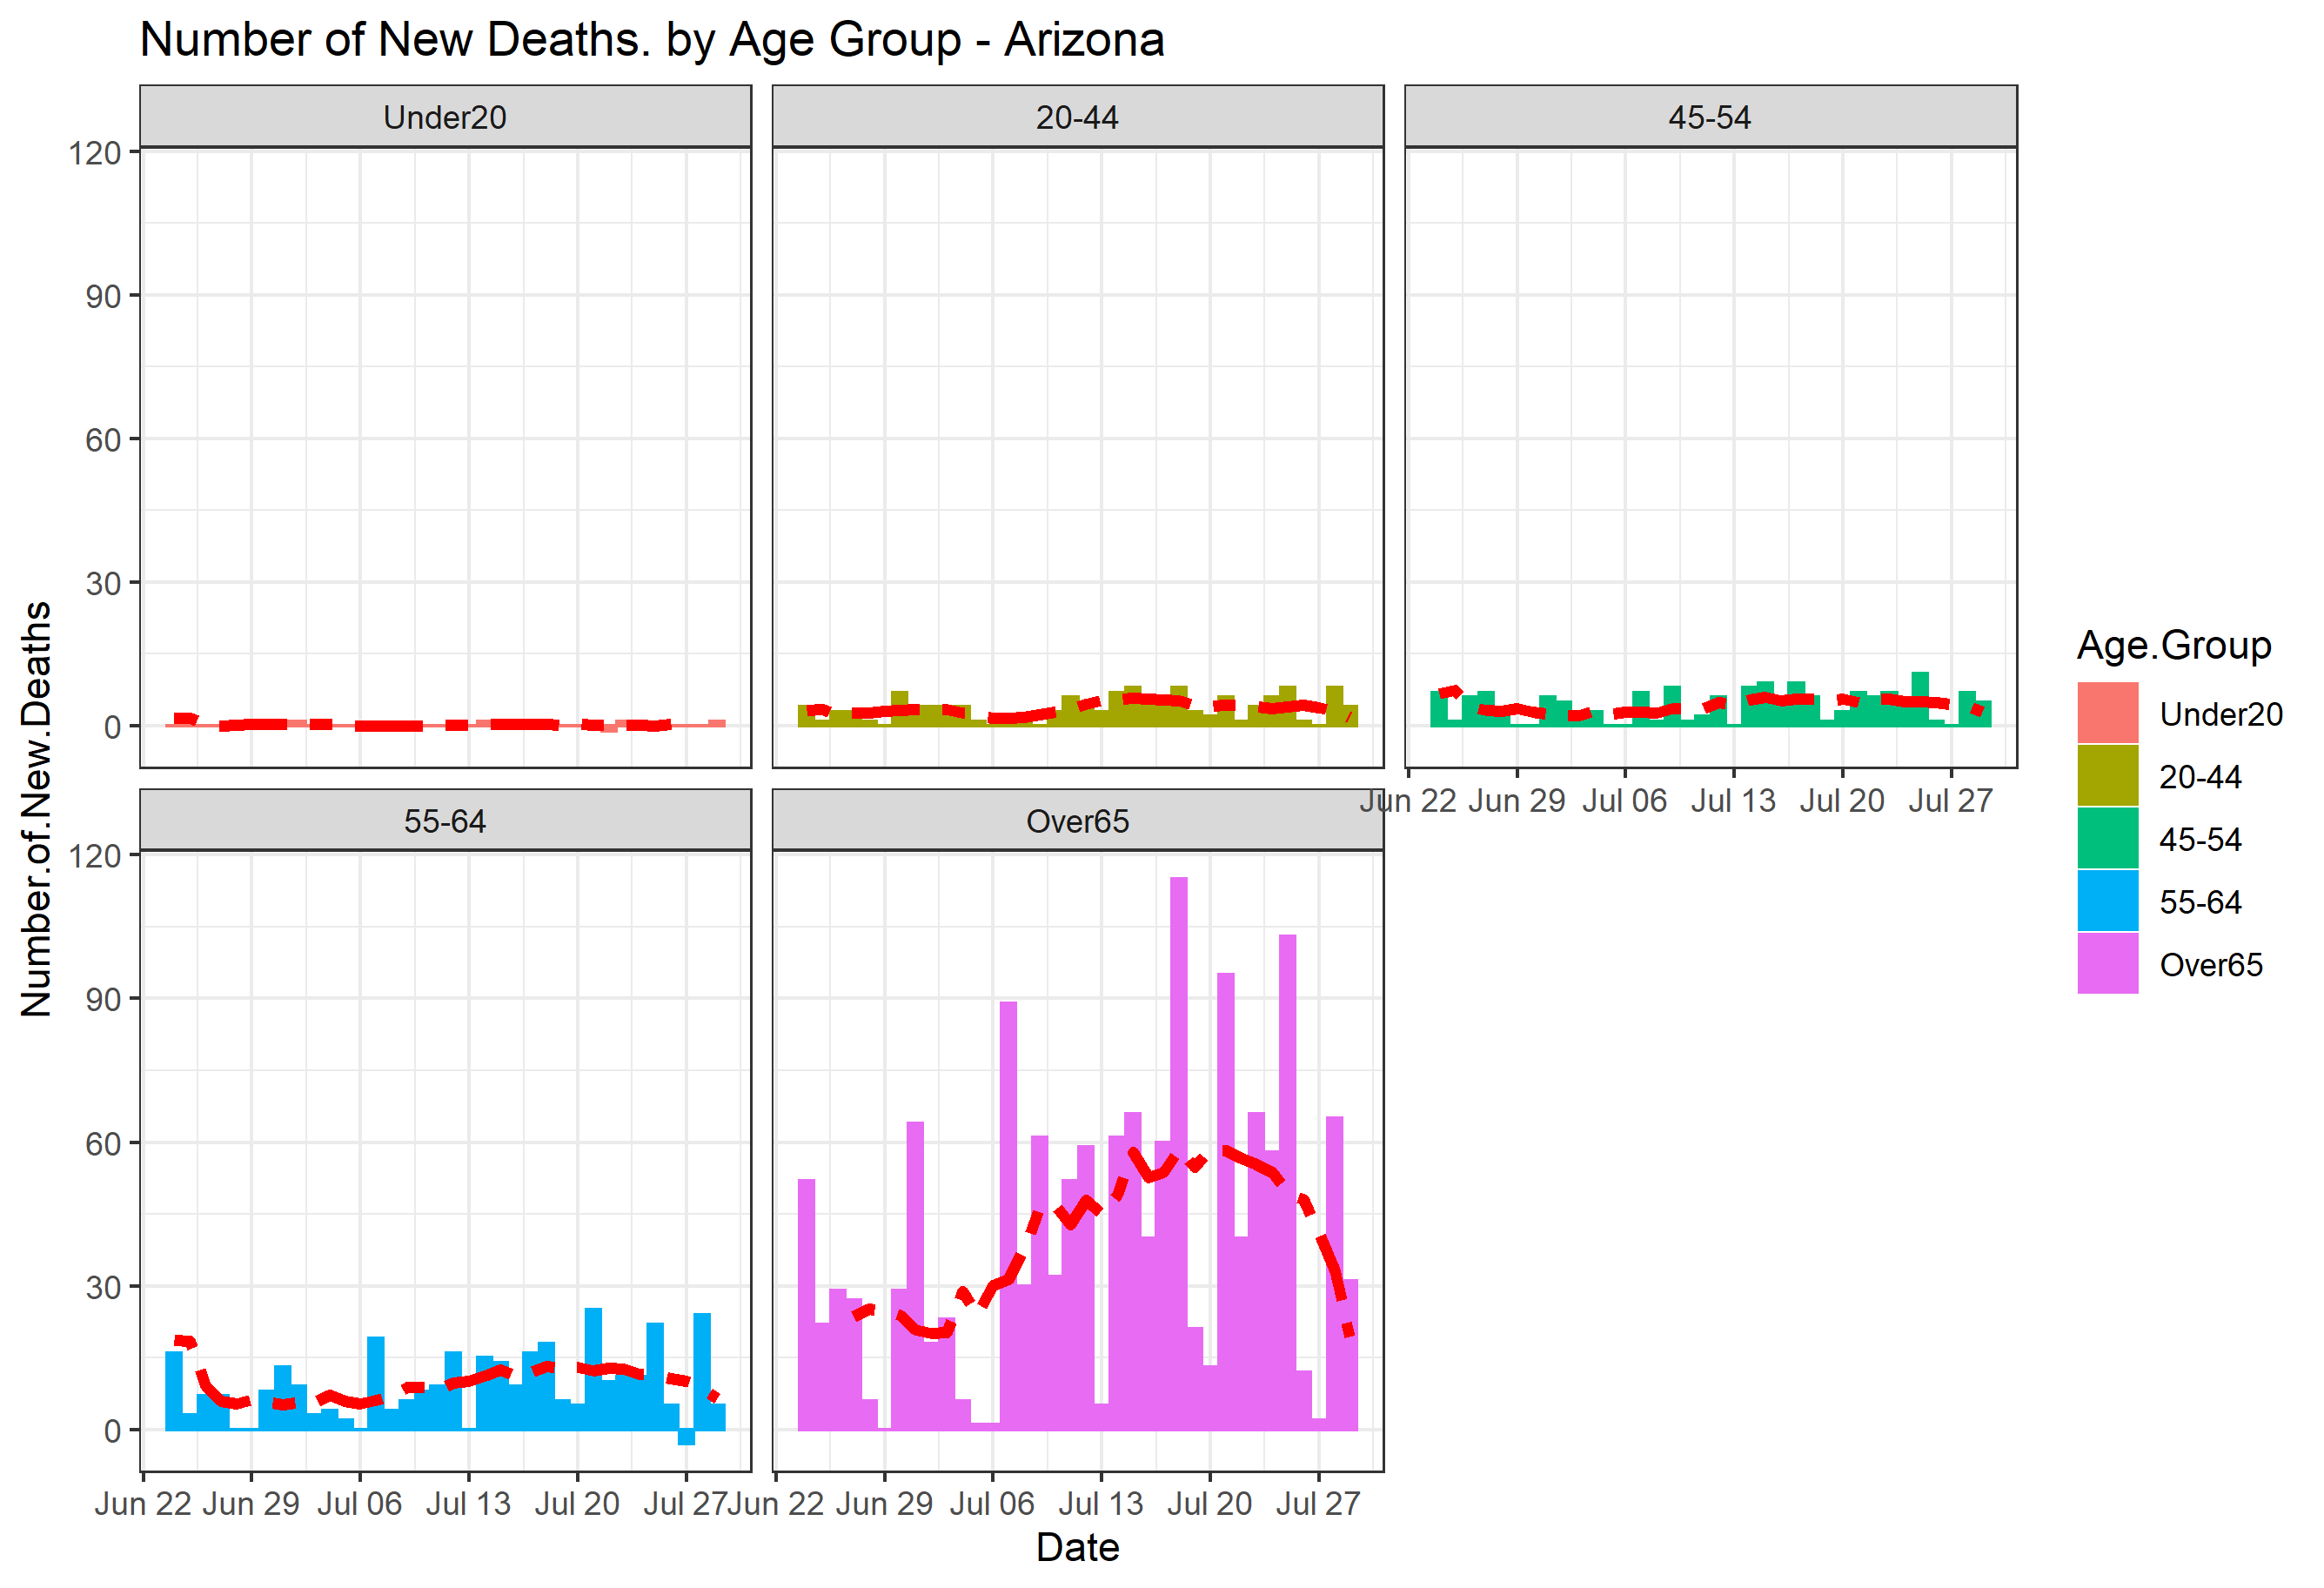 Number of New Deaths. by Age Group - Arizona
Under20
20-44
45-54
120
90
60
30
0
Jun 22 Jun 29 Jul 06 Jul 13 Jul 20 Jul 27
55-64
Over65
120
90
60
30
0
Jun 22 Jun 29 Jul 06 Jul 13 Jul 20 Jul 27
Jun 22 Jun 29 Jul 06 Jul 13 Jul 20 Jul 27
Date
Number.of.New.Deaths
Age.Group
Under20
20-44
45-54
55-64
Over65